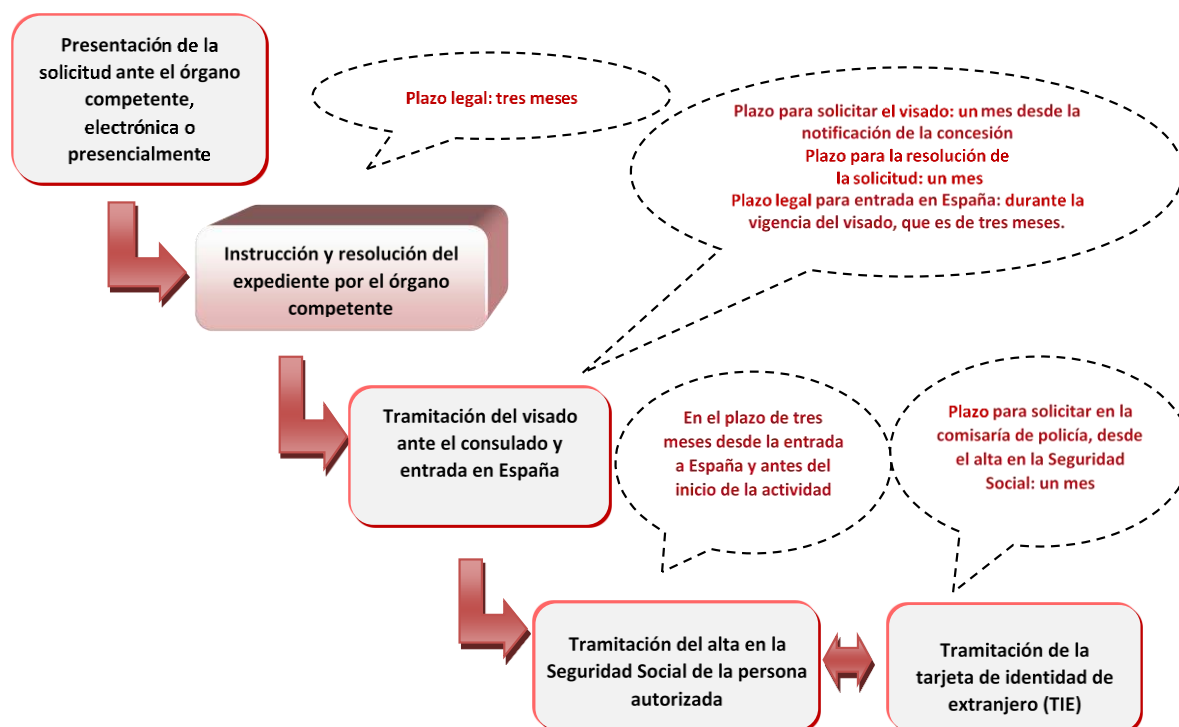 Presentación de la
solicitud ante el órgano
competente,
electrónica o
presencialmente
Plazo legal: tres meses
Plazo para solicitar el visado: un mes desde la
notificación de la concesión
Plazo para la resolución de
la solicitud: un mes
Plazo legal para entrada en España: durante la
vigencia del visado, que es de tres meses.
Instrucción y resolución del
expediente por el órgano
competente
Tramitación del visado
ante el consulado y
entrada en España
En el plazo de tres
meses desde la entrada
a España y antes del
inicio de la actividad
Plazo para solicitar en la
comisaría de policía, desde
el alta en la Seguridad
Social: un mes
Tramitación del alta en la
Seguridad Social de la persona
autorizada
Tramitación de la
tarjeta de identidad de
extranjero (TIE)